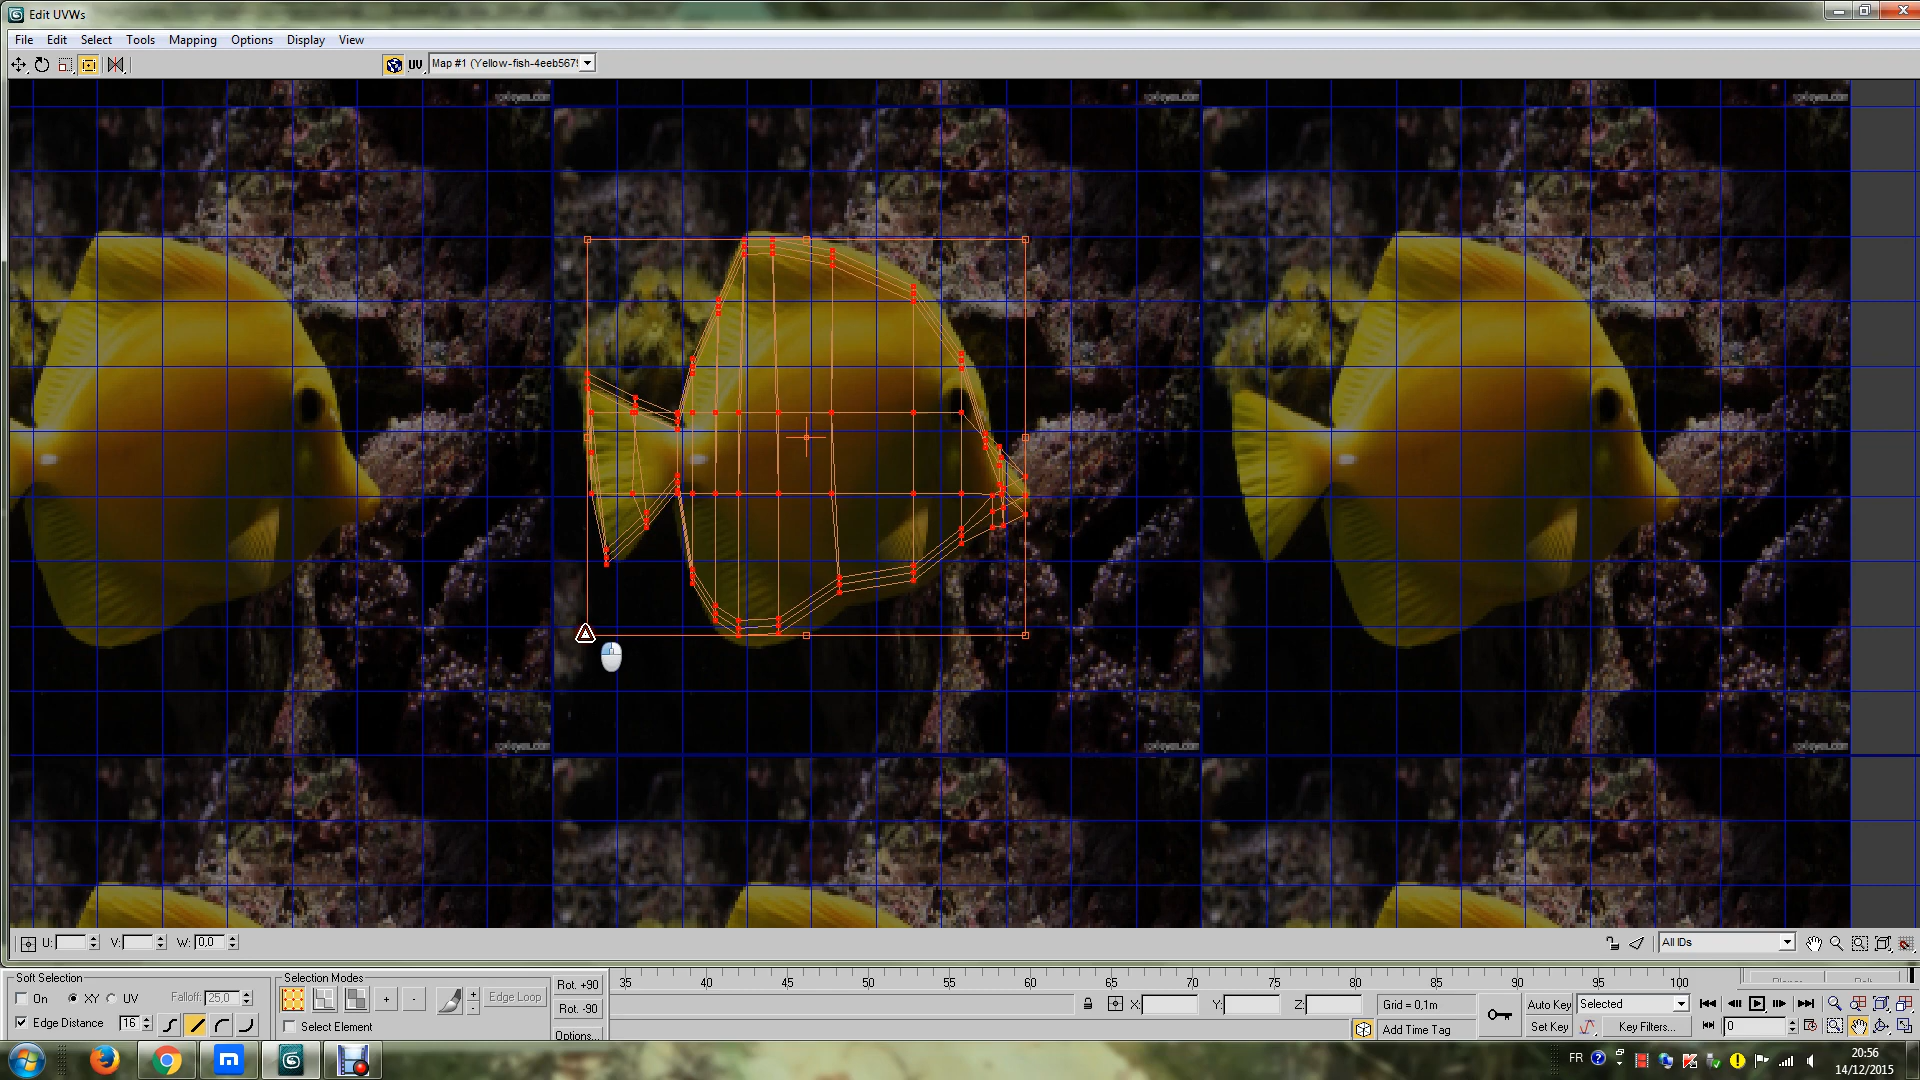 Edit UVWs
File Edit Select Tools Mapping Options Display View
UV Map #1 (Yellow-fish-4eeb567
U: V: W: 0,0
All IDs
Soft Selection
On XY UV Falloff: 25,0
Edge Distance 16
Selection Modes
+ - + - Edge Loop
Select Element
Rot. +90
Rot. -90
Options...
35 40 45 50 55 60 65 70 75 80 85 90 95 100
X: Y: Z: Grid = 0,1m
Add Time Tag
Auto Key Selected
Set Key Key Filters... 0
FR
20:56
14/12/2015